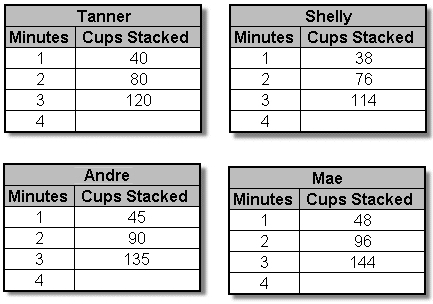 Tanner
Minutes Cups Stacked
1 40
2 80
3 120
4
Shelly
Minutes Cups Stacked
1 38
2 76
3 114
4
Andre
Minutes Cups Stacked
1 45
2 90
3 135
4
Mae
Minutes Cups Stacked
1 48
2 96
3 144
4